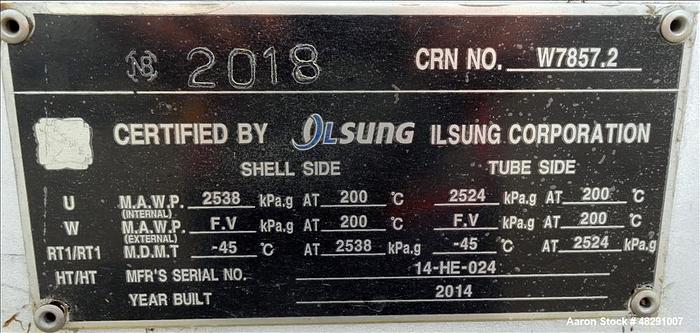 NB 2018 CRN NO. W7857.2
CERTIFIED BY ILSUNG ILSUNG CORPORATION
SHELL SIDE TUBE SIDE
U M.A.W.P. (INTERNAL) 2538 kPa.g AT 200 °C 2524 kPa.g AT 200 °C
W M.A.W.P. (EXTERNAL) F.V kPa.g AT 200 °C F.V kPa.g AT 200 °C
RT1/RT1 M.D.M.T -45 °C AT 2538 kPa.g -45 °C AT 2524 kPa.g
HT/HT MFR'S SERIAL NO. 14-HE-024
YEAR BUILT 2014
Aaron Stock # 48291007